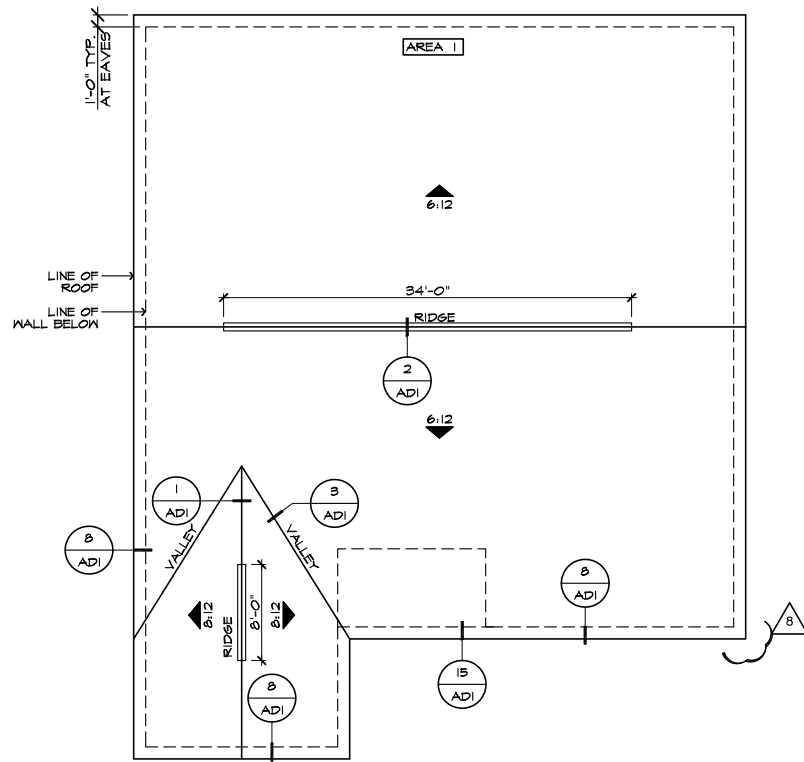 1'-0" TYP.
AT EAVES
AREA 1
6:12
LINE OF
ROOF
LINE OF
WALL BELOW
34'-0"
RIDGE
2
AD1
6:12
1
AD1
3
AD1
VALLEY
VALLEY
8
AD1
8:12
RIDGE
8'-0"
8:12
8
AD1
8
AD1
15
AD1
8